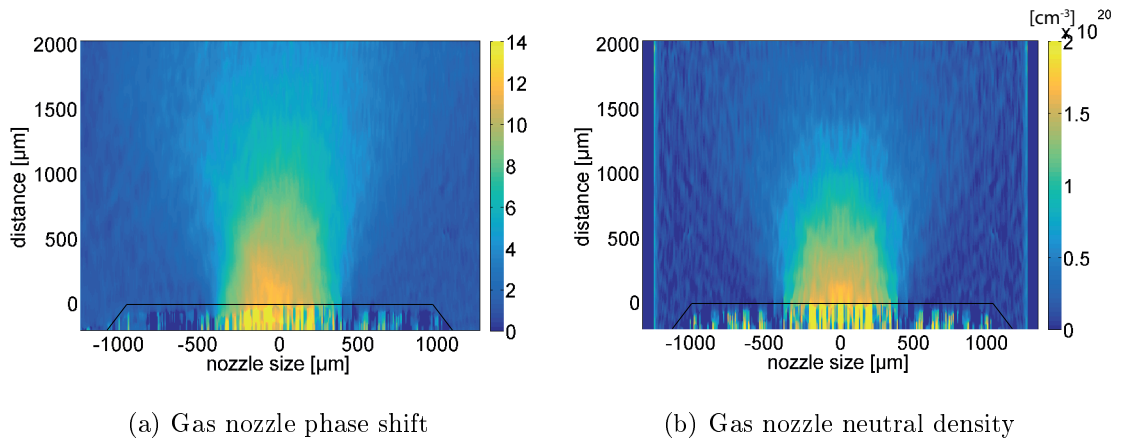 [cm-3]
x 10 20
2000
1500
1000
500
0
distance [µm]
14
12
10
8
6
4
2
0
-1000 -500 0 500 1000
nozzle size [µm]
2000
1500
1000
500
0
distance [µm]
2
1.5
1
0.5
0
-1000 -500 0 500 1000
nozzle size [µm]
(a) Gas nozzle phase shift
(b) Gas nozzle neutral density